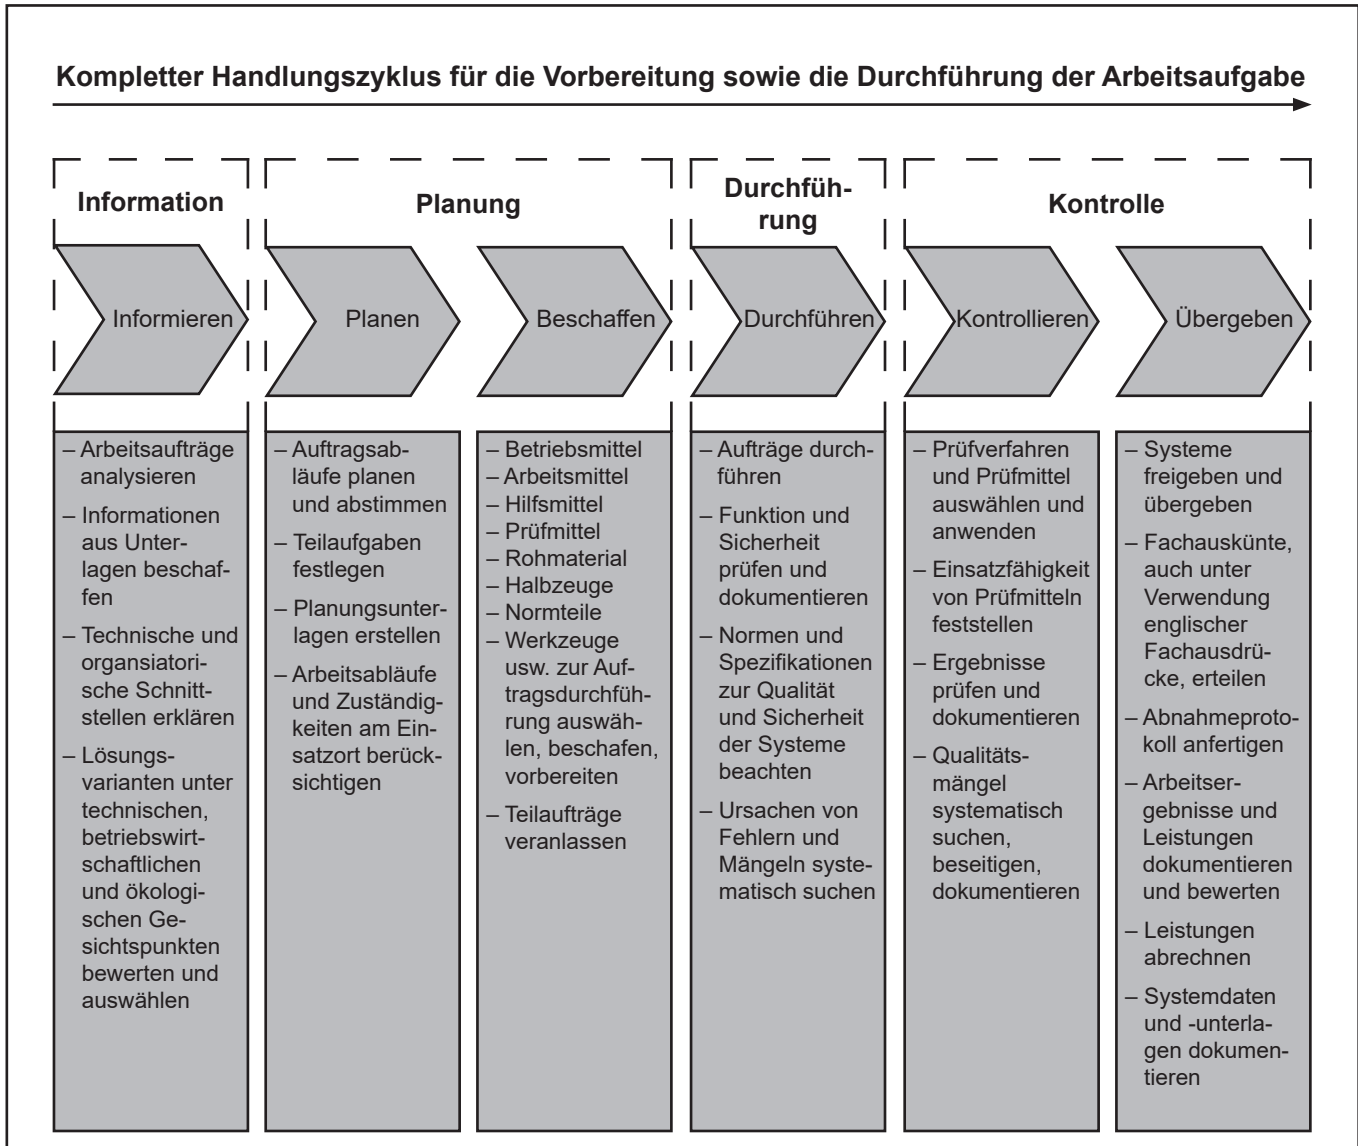 Kompletter Handlungszyklus für die Vorbereitung sowie die Durchführung der Arbeitsaufgabe
Information
Planung
Durchfüh-
rung
Kontrolle
Informieren
Planen
Beschaffen
Durchführen
Kontrollieren
Übergeben
– Arbeitsaufträge
analysieren
– Informationen
aus Unter-
lagen beschaf-
fen
– Technische und
organsiatori-
sche Schnitt-
stellen erklären
– Lösungs-
varianten unter
technischen,
betriebswirt-
schaftlichen
und ökologi-
schen Ge-
sichtspunkten
bewerten und
auswählen
– Auftragsab-
läufe planen
und abstimmen
– Teilaufgaben
festlegen
– Planungsunter-
lagen erstellen
– Arbeitsabläufe
und Zuständig-
keiten am Ein-
satzort berück-
sichtigen
– Betriebsmittel
– Arbeitsmittel
– Hilfsmittel
– Prüfmittel
– Rohmaterial
– Halbzeuge
– Normteile
– Werkzeuge
usw. zur Auf-
tragsdurchfüh-
rung auswäh-
len, beschafen,
vorbereiten
– Teilaufträge
veranlassen
– Aufträge durch-
führen
– Funktion und
Sicherheit
prüfen und
dokumentieren
– Normen und
Spezifikationen
zur Qualität
und Sicherheit
der Systeme
beachten
– Ursachen von
Fehlern und
Mängeln syste-
matisch suchen
– Prüfverfahren
und Prüfmittel
auswählen und
anwenden
– Einsatzfähigkeit
von Prüfmitteln
feststellen
– Ergebnisse
prüfen und
dokumentieren
– Qualitäts-
mängel
systematisch
suchen,
beseitigen,
dokumentieren
– Systeme
freigeben und
übergeben
– Fachauskünte,
auch unter
Verwendung
englischer
Fachausdrü-
cke, erteilen
– Abnahmeproto-
koll anfertigen
– Arbeitser-
gebnisse und
Leistungen
dokumentieren
und bewerten
– Leistungen
abrechnen
– Systemdaten
und -unterla-
gen dokumen-
tieren